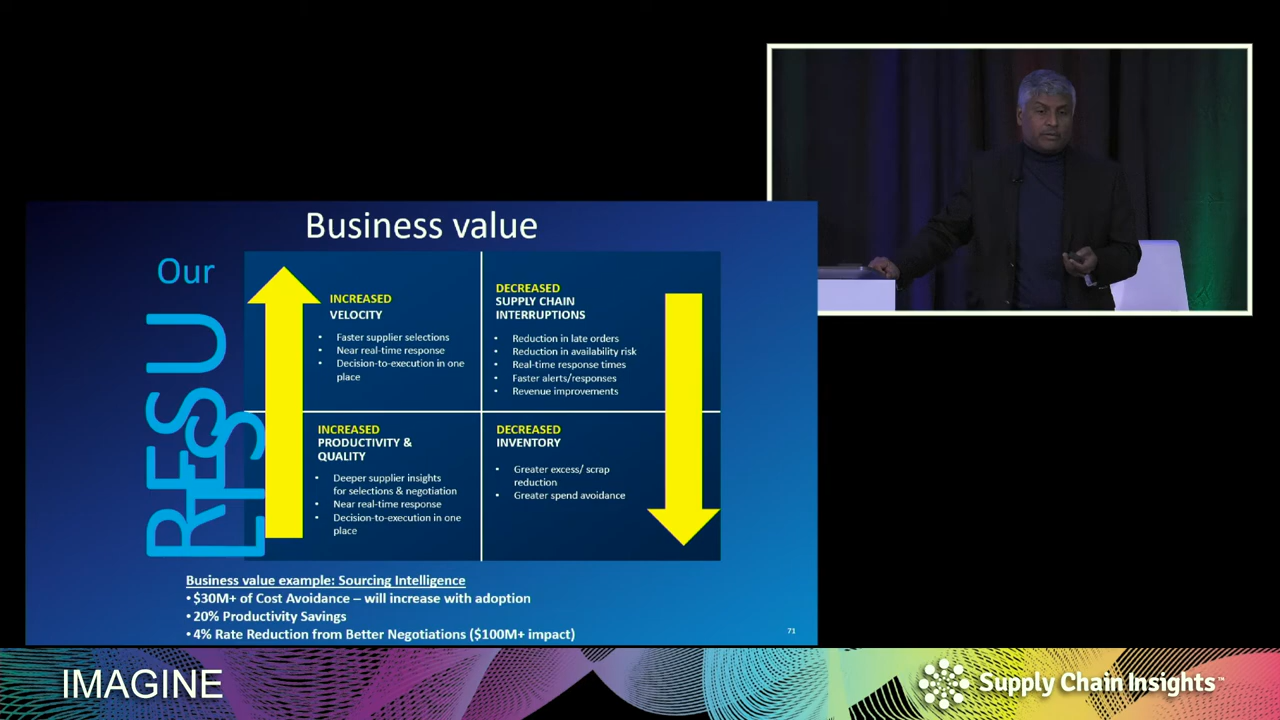 Business value
Our
RESULTS
INCREASED
VELOCITY
• Faster supplier selections
• Near real-time response
• Decision-to-execution in one
place
DECREASED
SUPPLY CHAIN
INTERRUPTIONS
• Reduction in late orders
• Reduction in availability risk
• Real-time response times
• Faster alerts/responses
• Revenue improvements
INCREASED
PRODUCTIVITY &
QUALITY
• Deeper supplier insights
for selections & negotiation
• Near real-time response
• Decision-to-execution in one
place
DECREASED
INVENTORY
• Greater excess/ scrap
reduction
• Greater spend avoidance
Business value example: Sourcing Intelligence
• $30M+ of Cost Avoidance – will increase with adoption
• 20% Productivity Savings
• 4% Rate Reduction from Better Negotiations ($100M+ impact)
71
IMAGINE
Supply Chain Insights™